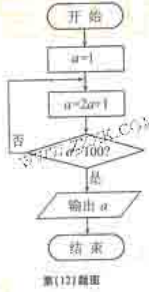 开 始
a=1
a=2a+1
否
a>100?
是
输出 a
结 束
第(12)题图